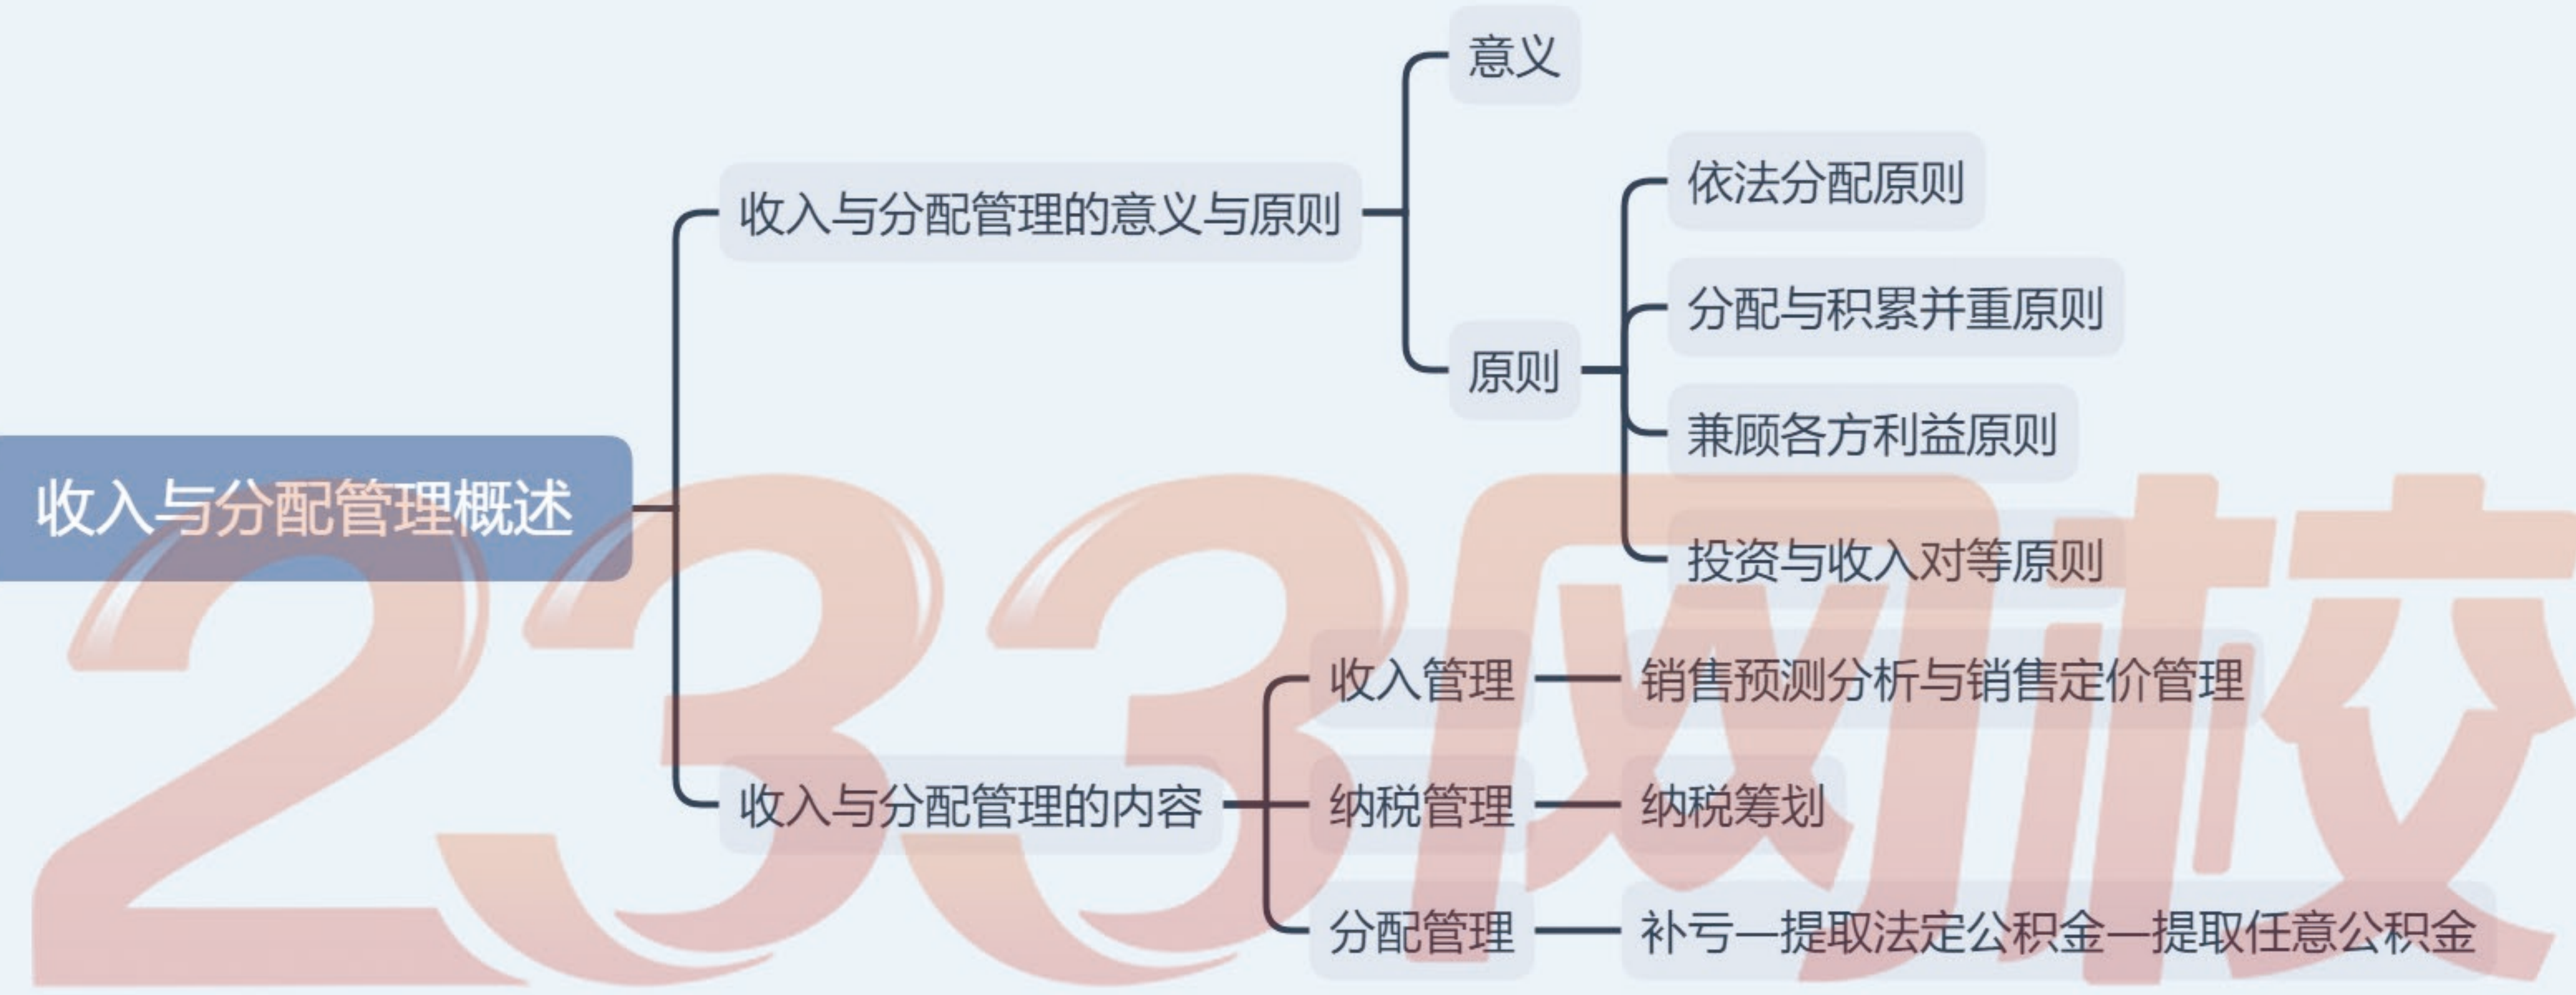 收入与分配管理概述
收入与分配管理的意义与原则
意义
原则
依法分配原则
分配与积累并重原则
兼顾各方利益原则
投资与收入对等原则
收入与分配管理的内容
收入管理
销售预测分析与销售定价管理
纳税管理
纳税筹划
分配管理
补亏—提取法定公积金—提取任意公积金
233网校